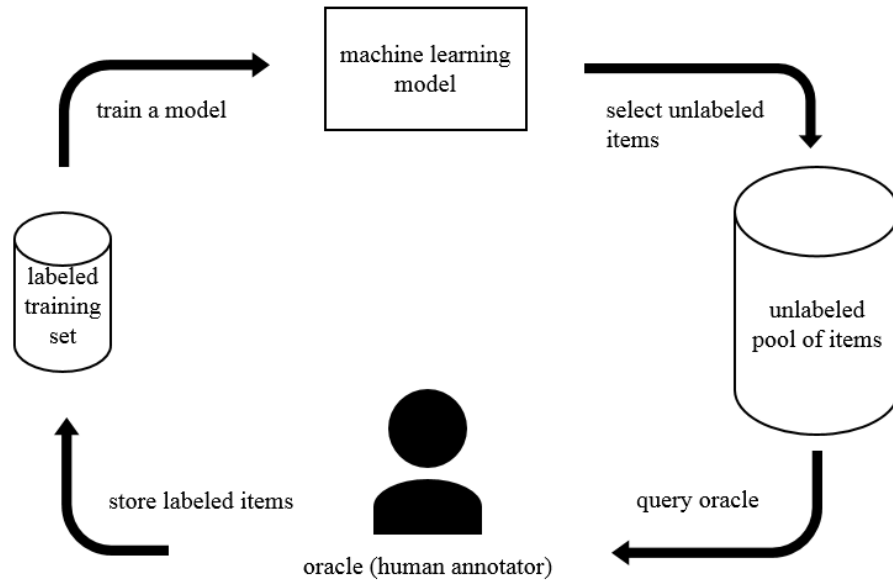 machine learning
model
train a model
select unlabeled
items
labeled
training
set
unlabeled
pool of items
store labeled items
query oracle
oracle (human annotator)